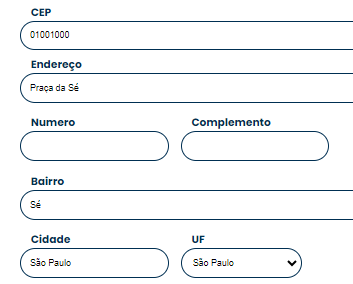 CEP
01001000
Endereço
Praça da Sé
Numero Complemento
Bairro
Sé
Cidade UF
São Paulo São Paulo